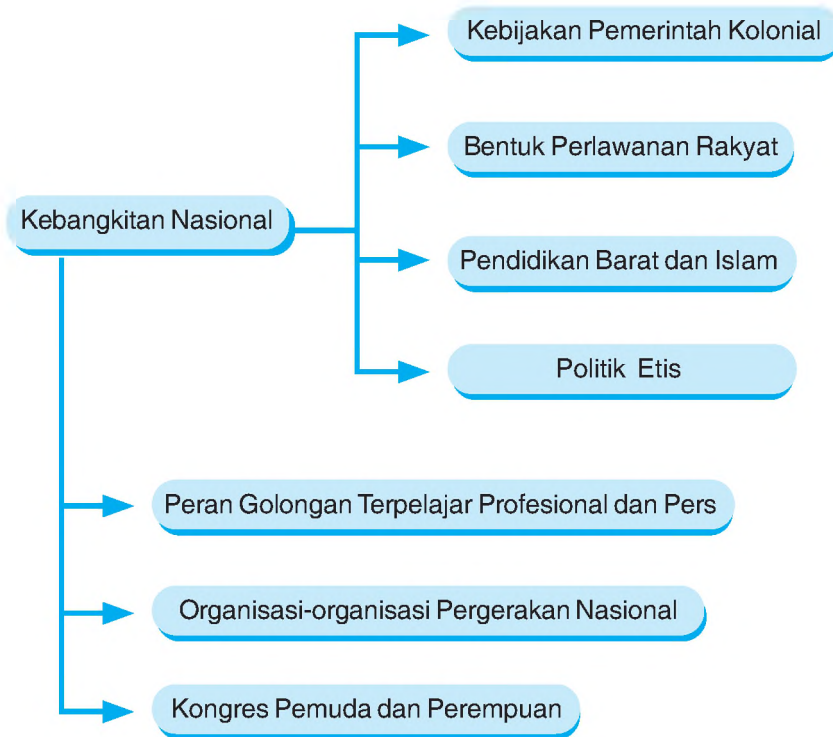 Kebijakan Pemerintah Kolonial
Bentuk Perlawanan Rakyat
Kebangkitan Nasional
Pendidikan Barat dan Islam
Politik Etis
Peran Golongan Terpelajar Profesional dan Pers
Organisasi-organisasi Pergerakan Nasional
Kongres Pemuda dan Perempuan